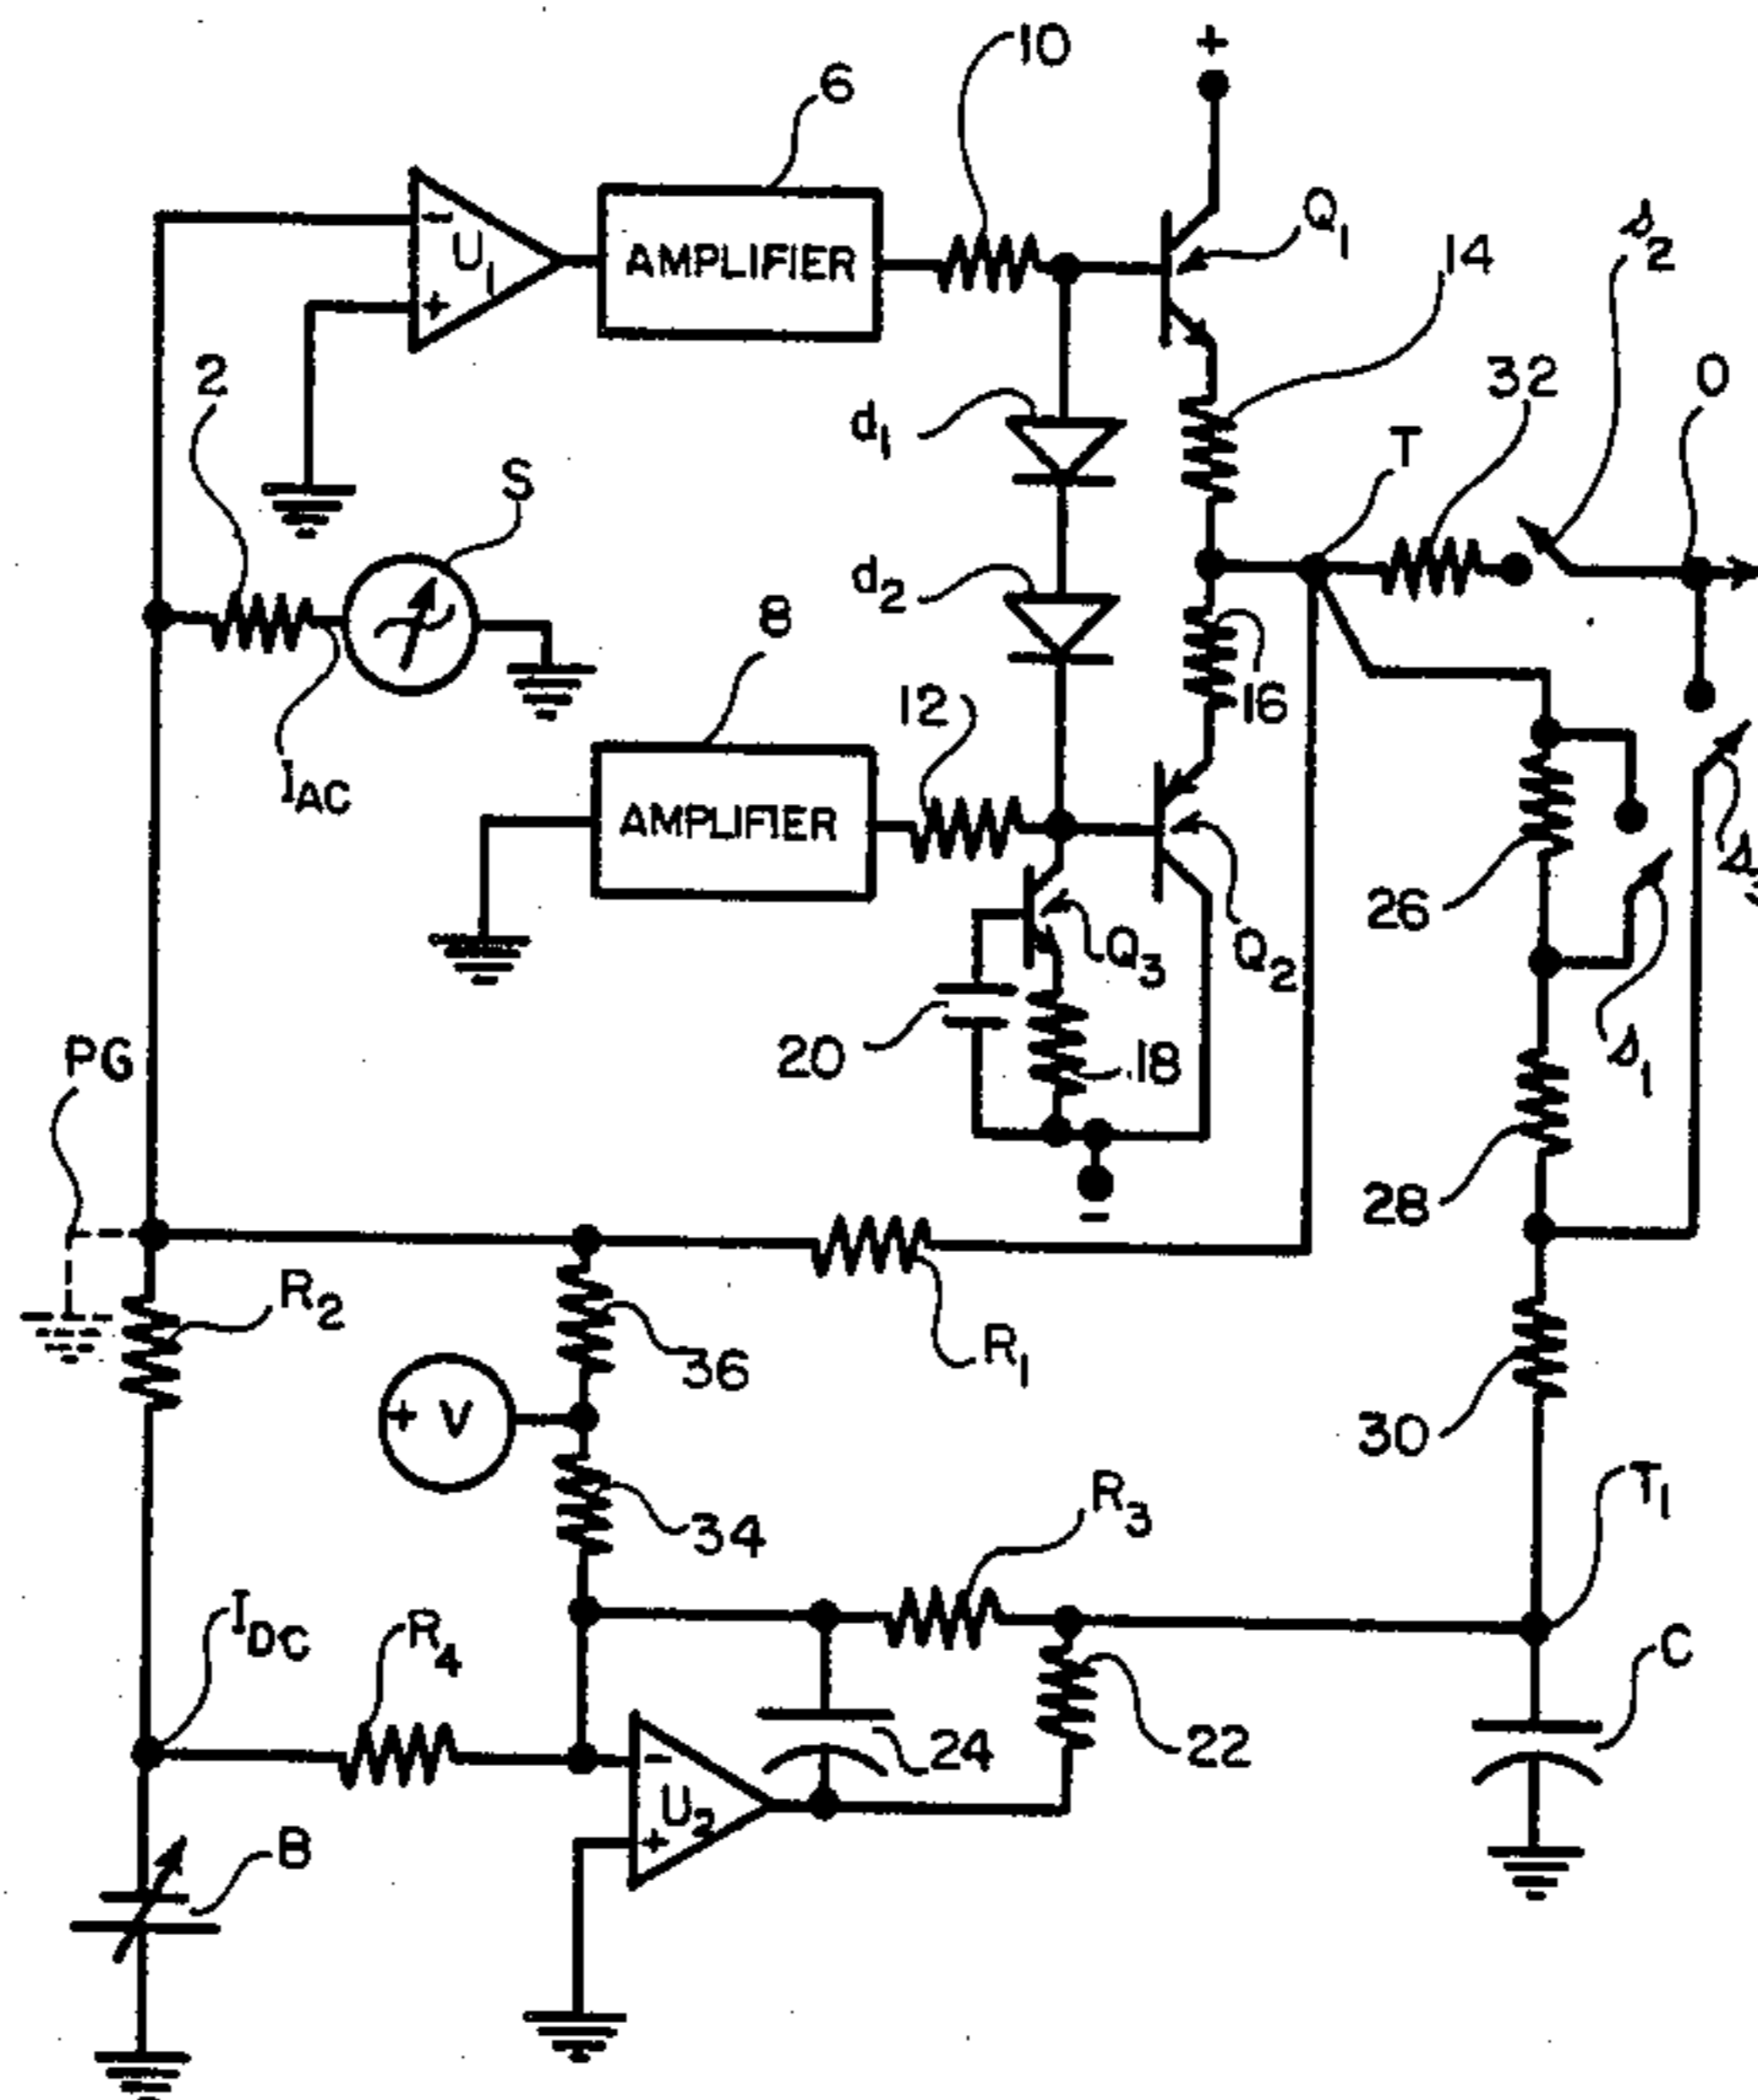 10
+
6
Q1
-
U1
+
AMPLIFIER
14
s2
2
d1
32
O
T
S
d2
8
12
16
IAC
AMPLIFIER
26
s3
Q3
Q2
20
18
s1
PG
28
-
R2
36
R1
+ V
30
34
R3
T1
IDC
R4
C
-
24
22
U2
+
B